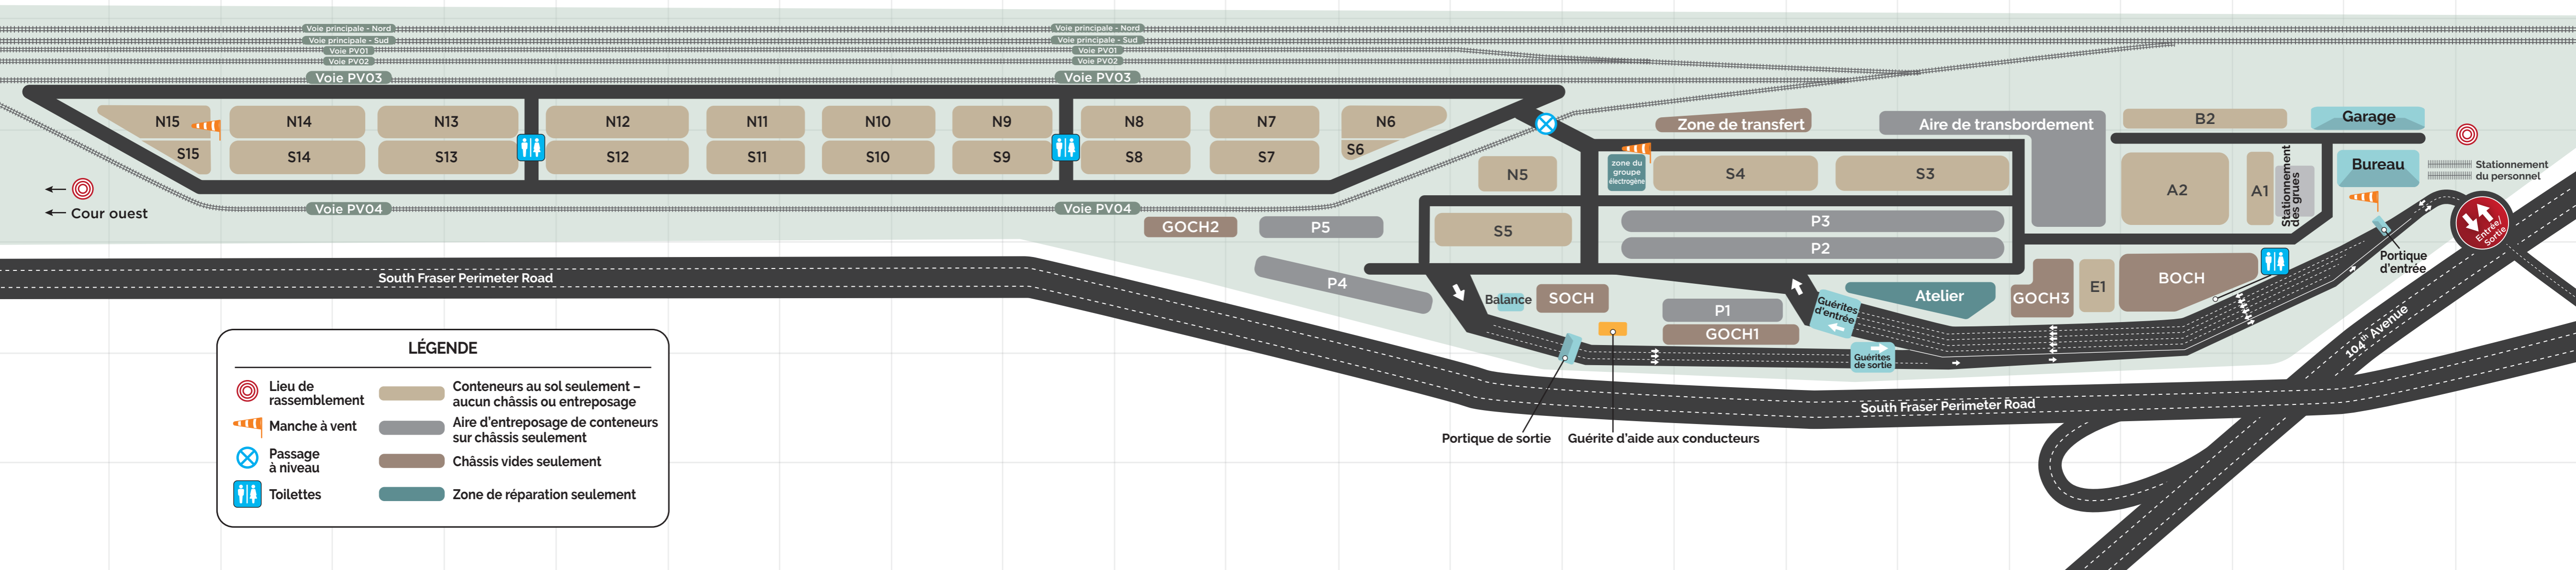 Voie principale - Nord
Voie principale - Sud
Voie PV01
Voie PV02
Voie PV03
Voie principale - Nord
Voie principale - Sud
Voie PV01
Voie PV02
Voie PV03
N15
N14
N13
N12
N11
N10
N9
N8
N7
N6
S15
S14
S13
S12
S11
S10
S9
S8
S7
S6
Cour ouest
Voie PV04
Voie PV04
GOCH2
P5
P4
N5
S5
Zone de transfert
zone du
groupe
électrogène
S4
S3
P3
P2
Aire de transbordement
B2
Garage
A2
A1
Stationnement
des grues
Bureau
Stationnement
du personnel
Entrée/
Sortie
Portique
d'entrée
Balance
SOCH
P1
GOCH1
Guérites
d'entrée
Guérites
de sortie
Atelier
GOCH3
E1
BOCH
104th Avenue
South Fraser Perimeter Road
South Fraser Perimeter Road
Portique de sortie
Guérite d'aide aux conducteurs
LÉGENDE
Lieu de
rassemblement
Manche à vent
Passage
à niveau
Toilettes
Conteneurs au sol seulement –
aucun châssis ou entreposage
Aire d'entreposage de conteneurs
sur châssis seulement
Châssis vides seulement
Zone de réparation seulement